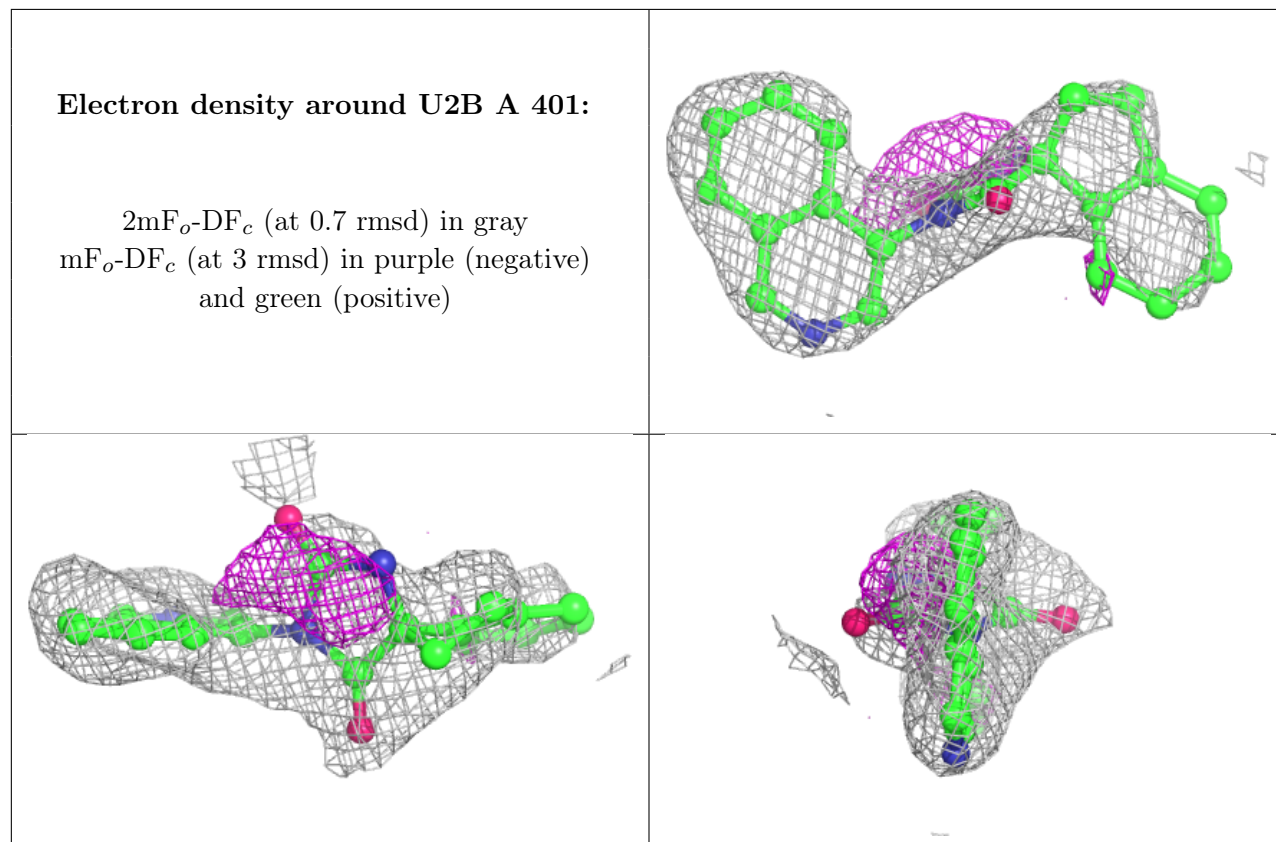 Electron density around U2B A 401:
2mFo-DFc (at 0.7 rmsd) in gray
mFo-DFc (at 3 rmsd) in purple (negative)
and green (positive)